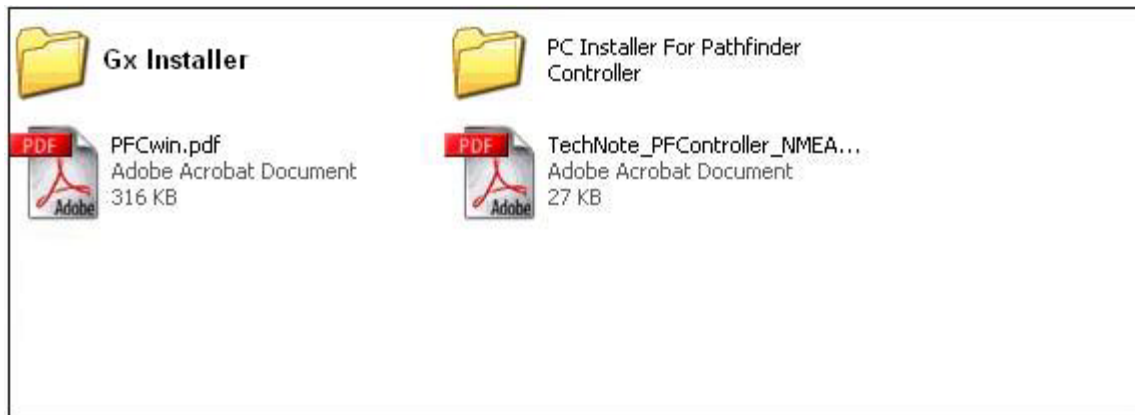 Gx Installer
PC Installer For Pathfinder
Controller
PDF
PFCwin.pdf
Adobe Acrobat Document
316 KB
Adobe
PDF
TechNote_PFController_NMEA...
Adobe Acrobat Document
27 KB
Adobe